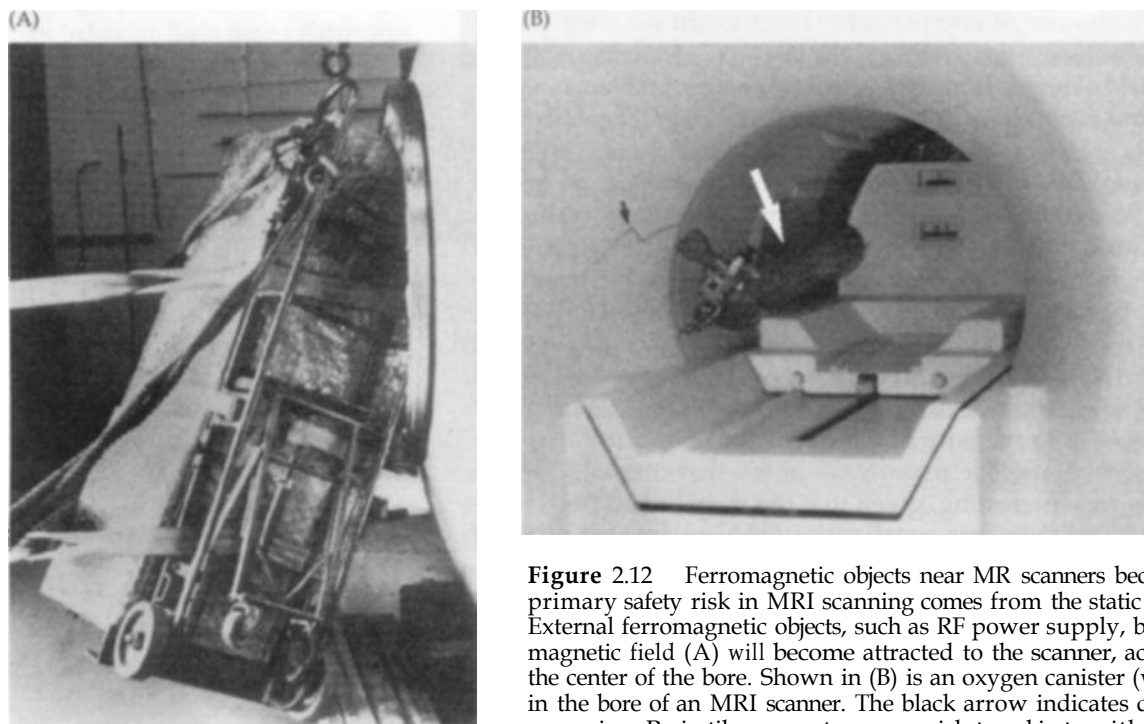 (A)
(B)
Figure 2.12 Ferromagnetic objects near MR scanners bec
primary safety risk in MRI scanning comes from the static
External ferromagnetic objects, such as RF power supply, b
magnetic field (A) will become attracted to the scanner, ac
the center of the bore. Shown in (B) is an oxygen canister (w
in the bore of an MRI scanner. The black arrow indicates